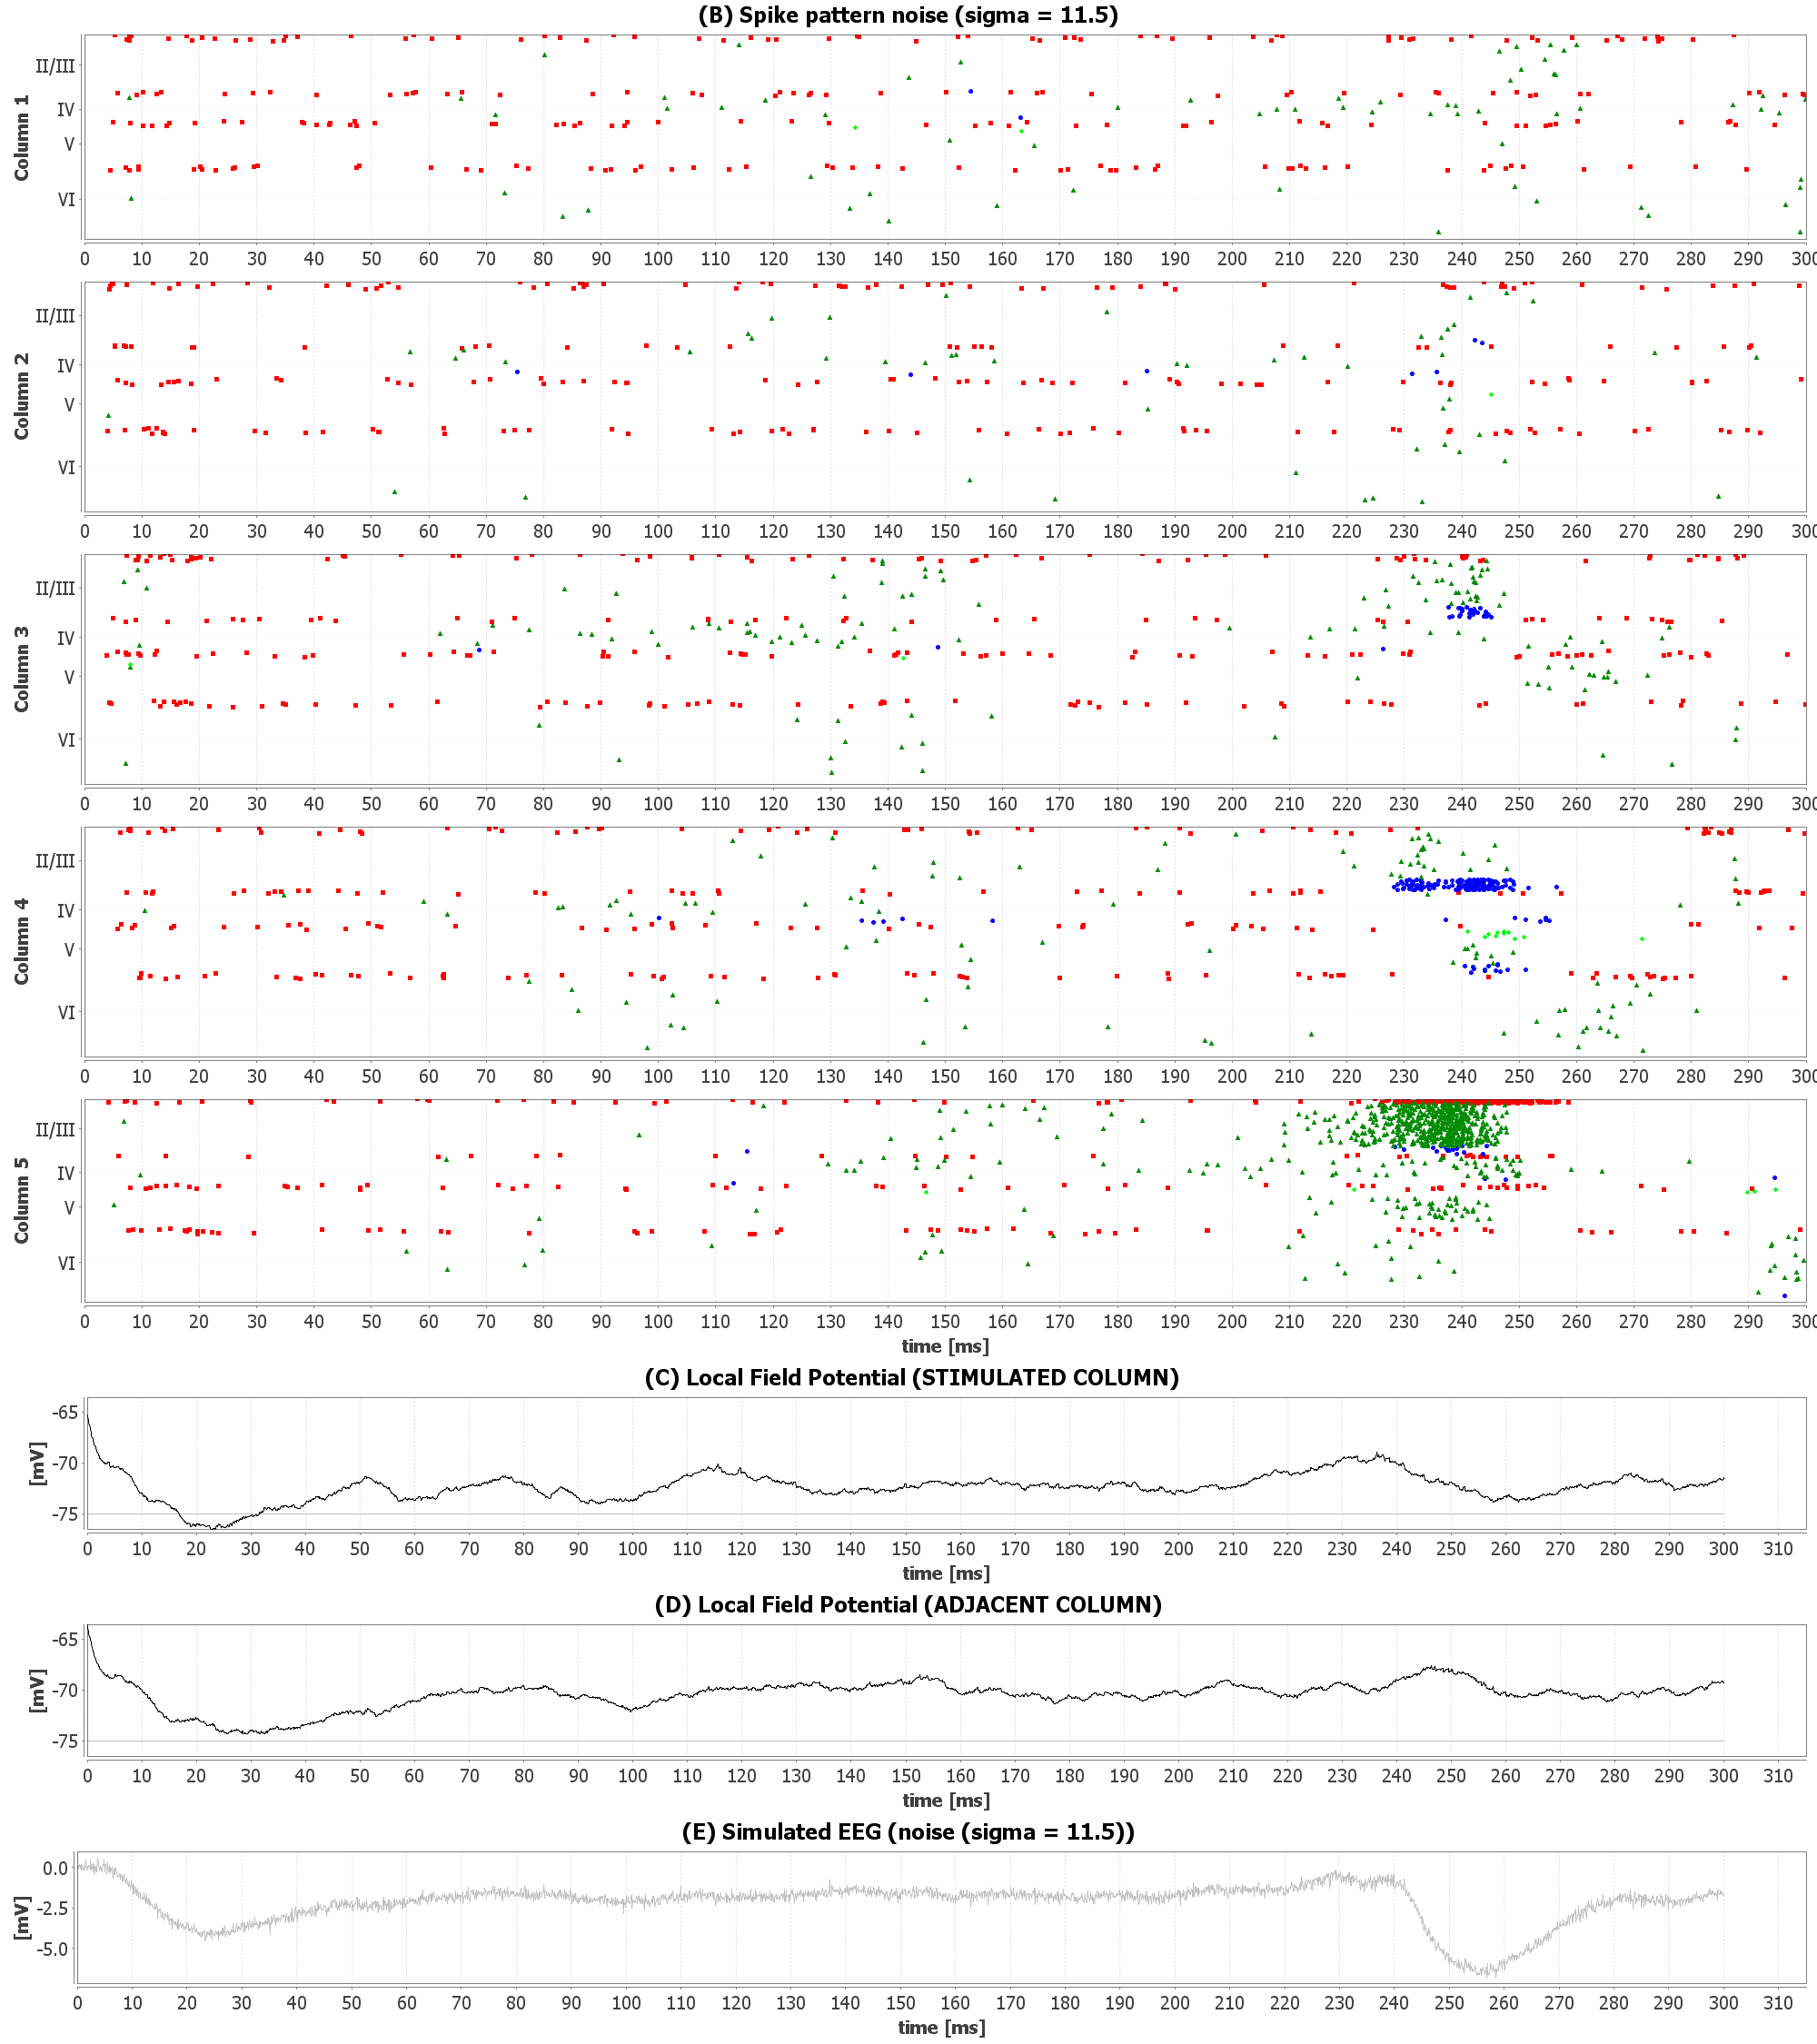 (B) Spike pattern noise (sigma = 11.5)
Column 1
II/III
IV
V
VI
0 10 20 30 40 50 60 70 80 90 100 110 120 130 140 150 160 170 180 190 200 210 220 230 240 250 260 270 280 290 300
Column 2
II/III
IV
V
VI
0 10 20 30 40 50 60 70 80 90 100 110 120 130 140 150 160 170 180 190 200 210 220 230 240 250 260 270 280 290 300
Column 3
II/III
IV
V
VI
0 10 20 30 40 50 60 70 80 90 100 110 120 130 140 150 160 170 180 190 200 210 220 230 240 250 260 270 280 290 300
Column 4
II/III
IV
V
VI
0 10 20 30 40 50 60 70 80 90 100 110 120 130 140 150 160 170 180 190 200 210 220 230 240 250 260 270 280 290 300
Column 5
II/III
IV
V
VI
0 10 20 30 40 50 60 70 80 90 100 110 120 130 140 150 160 170 180 190 200 210 220 230 240 250 260 270 280 290 300
time [ms]
(C) Local Field Potential (STIMULATED COLUMN)
[mV]
-65
-70
-75
0 10 20 30 40 50 60 70 80 90 100 110 120 130 140 150 160 170 180 190 200 210 220 230 240 250 260 270 280 290 300 310
time [ms]
(D) Local Field Potential (ADJACENT COLUMN)
[mV]
-65
-70
-75
0 10 20 30 40 50 60 70 80 90 100 110 120 130 140 150 160 170 180 190 200 210 220 230 240 250 260 270 280 290 300 310
time [ms]
(E) Simulated EEG (noise (sigma = 11.5))
[mV]
0.0
-2.5
-5.0
0 10 20 30 40 50 60 70 80 90 100 110 120 130 140 150 160 170 180 190 200 210 220 230 240 250 260 270 280 290 300 310
time [ms]